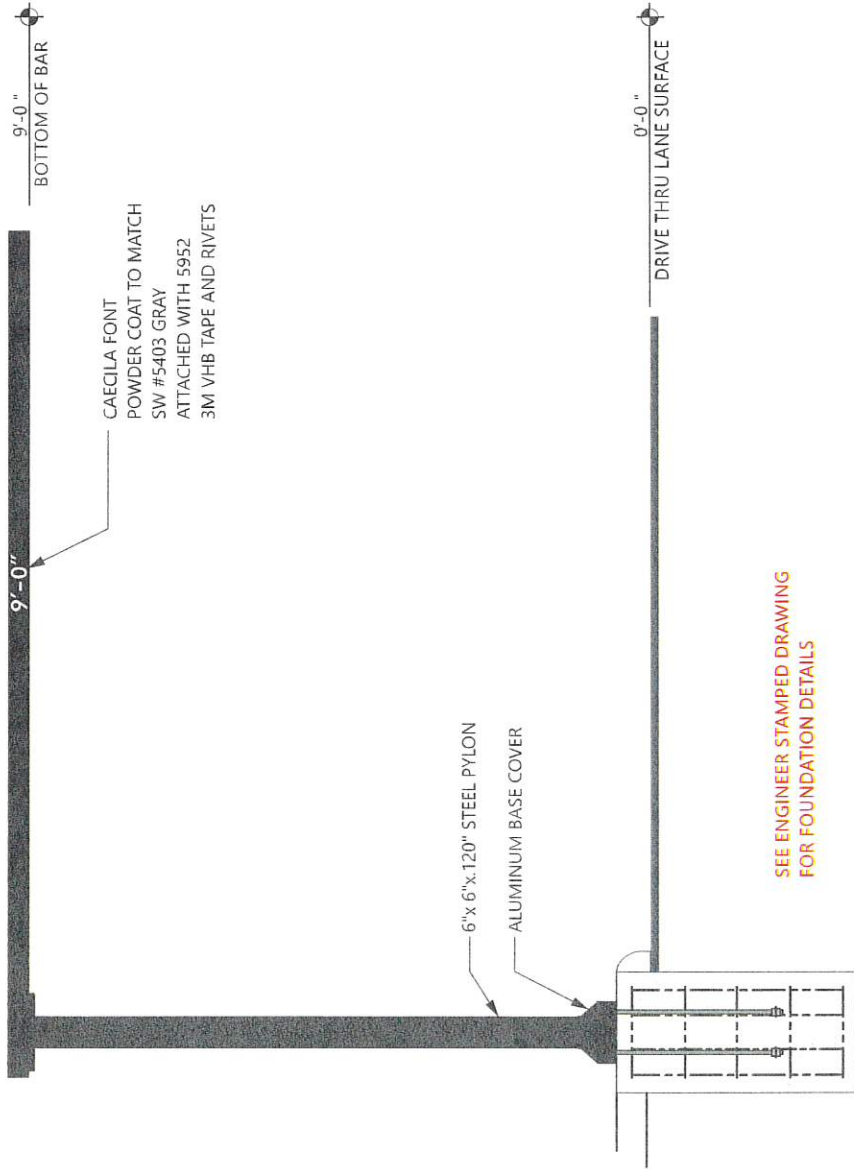 9'-0"
BOTTOM OF BAR
9'-0"
CAECILA FONT
POWDER COAT TO MATCH
SW #5403 GRAY
ATTACHED WITH 5952
3M VHB TAPE AND RIVETS
6"x 6"x.120" STEEL PYLON
ALUMINUM BASE COVER
0'-0"
DRIVE THRU LANE SURFACE
SEE ENGINEER STAMPED DRAWING
FOR FOUNDATION DETAILS